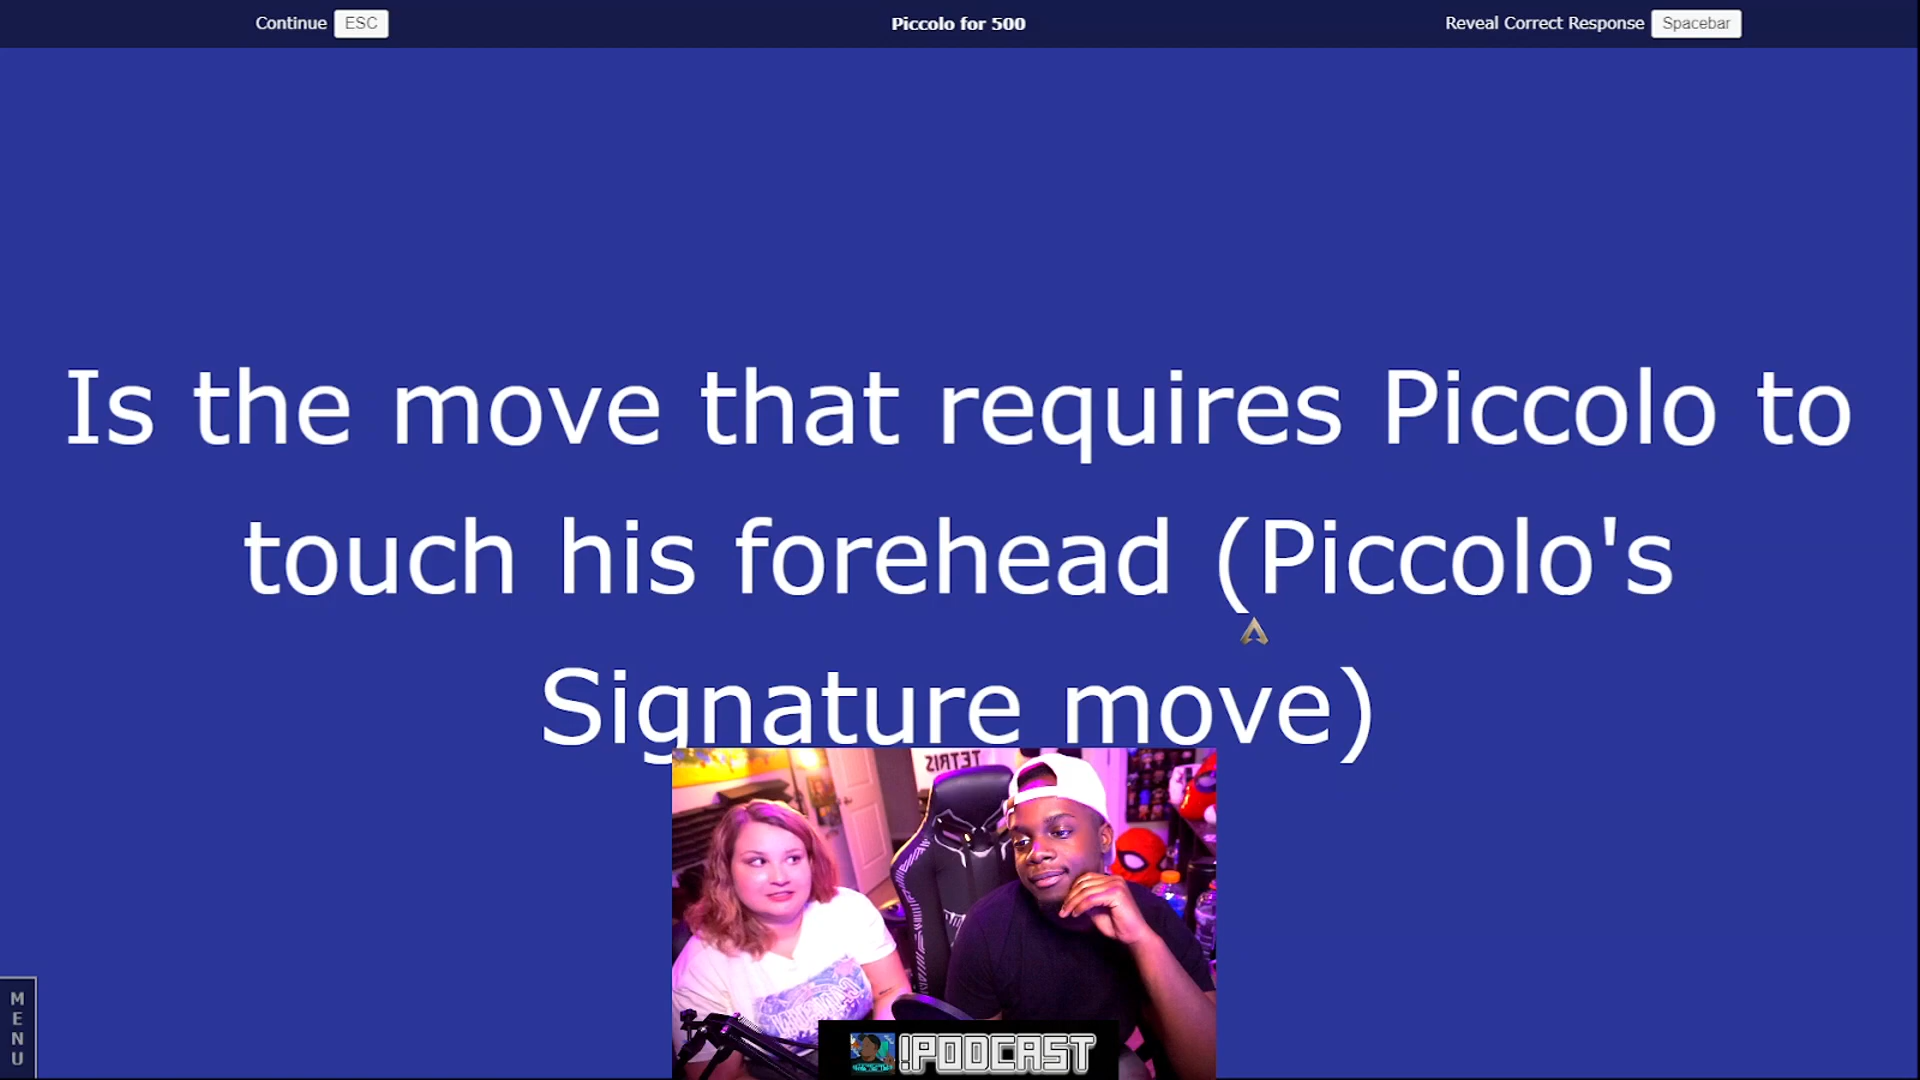 Continue ESC
Piccolo for 500
Reveal Correct Response Spacebar
Is the move that requires Piccolo to
touch his forehead (Piccolo's
Signature move)
TETRIS
!PODCAST
MENU